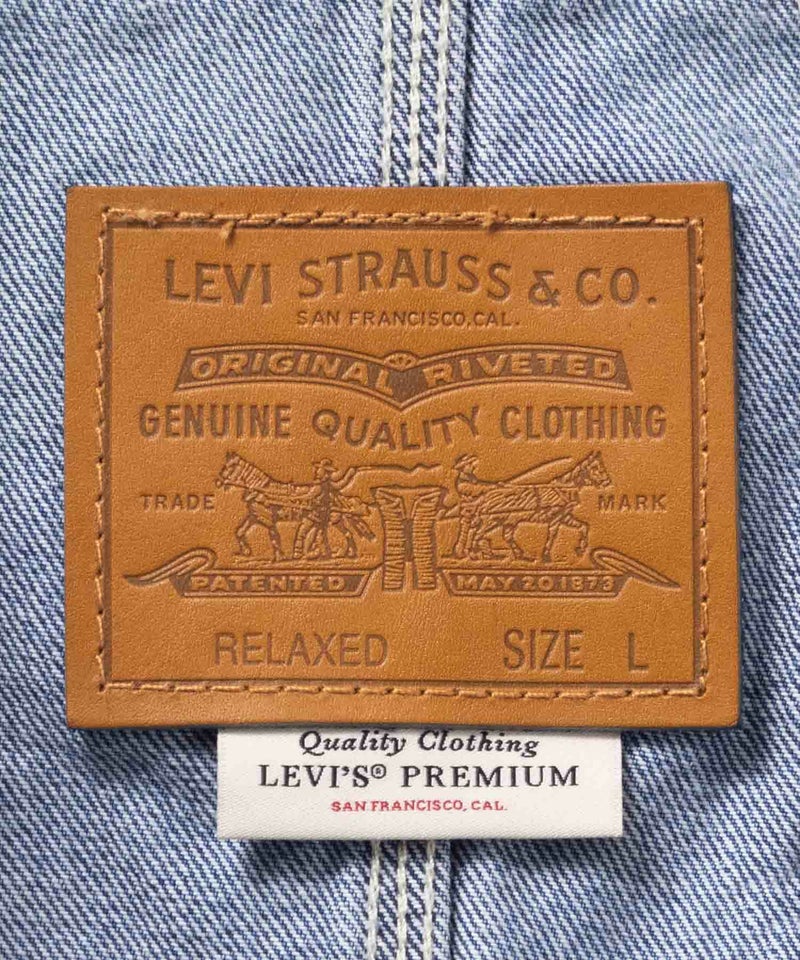 LEVI STRAUSS & CO.
SAN FRANCISCO, CAL.
ORIGINAL RIVETED
GENUINE QUALITY CLOTHING
TRADE MARK
PATENTED MAY 20 1873
RELAXED SIZE L
Quality Clothing
LEVI'S® PREMIUM
SAN FRANCISCO, CAL.